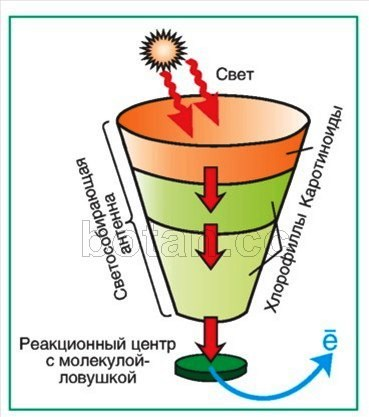 Свет
Светособирающая
антенна
Хлорофиллы Каротиноиды
Реакционный центр
с молекулой-
ловушкой
ē